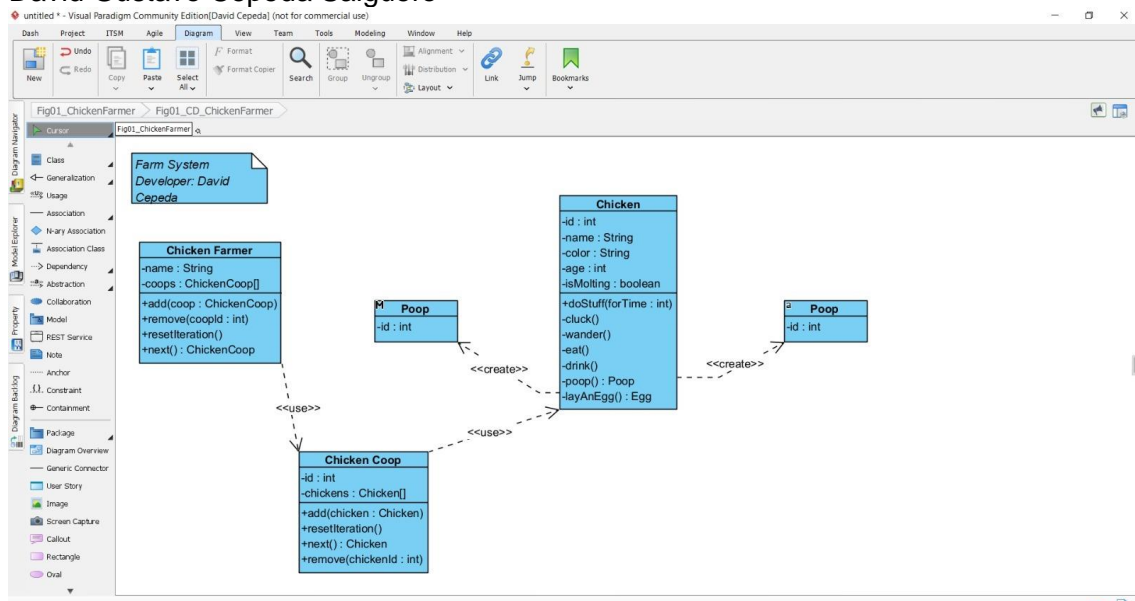 David Gustavo Cepeda Salguero
untitled * - Visual Paradigm Community Edition[David Cepeda] (not for commercial use)
Dash Project ITSM Agile Diagram View Team Tools Modeling Window Help
New
Undo
Redo
Copy
Paste
Select All
Format
Format Copier
Search
Group
Ungroup
Alignment
Distribution
Layout
Link
Jump
Bookmarks
Fig01_ChickenFarmer
Fig01_CD_ChickenFarmer
Fig01_ChickenFarmer
Diagram Navigator
Model Explorer
Property
Diagram Backlog
Cursor
Class
Generalization
Usage
Association
N-ary Association
Association Class
Dependency
Abstraction
Collaboration
Model
REST Service
Note
Anchor
Constraint
Containment
Package
Diagram Overview
Generic Connector
User Story
Image
Screen Capture
Callout
Rectangle
Oval
Farm System
Developer: David
Cepeda
Chicken Farmer
-name : String
-coops : ChickenCoop[]
+add(coop : ChickenCoop)
+remove(coopId : int)
+resetIteration()
+next() : ChickenCoop
<<use>>
Chicken Coop
-id : int
-chickens : Chicken[]
+add(chicken : Chicken)
+resetIteration()
+next() : Chicken
+remove(chickenId : int)
<<use>>
M
Poop
-id : int
<<create>>
Chicken
-id : int
-name : String
-color : String
-age : int
-isMolting : boolean
+doStuff(forTime : int)
-cluck()
-wander()
-eat()
-drink()
-poop() : Poop
-layAnEgg() : Egg
<<create>>
a
Poop
-id : int